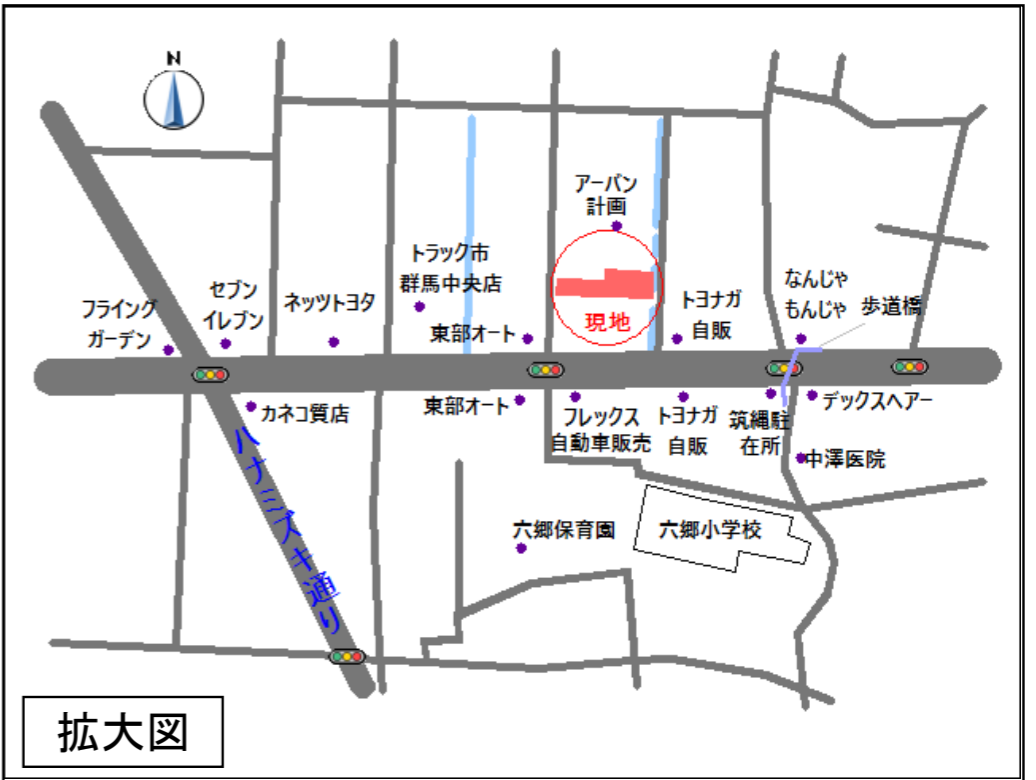 N
アーバン
計画
トラック市
群馬中央店
なんじゃ
もんじゃ
歩道橋
セブン
イレブン
ネッツトヨタ
フライング
ガーデン
東部オート
現地
トヨナガ
自販
カネコ質店
東部オート
フレックス
自動車販売
トヨナガ
自販
筑縄駐
在所
デックスヘアー
中澤医院
ハナミズキ通り
六郷保育園
六郷小学校
拡大図